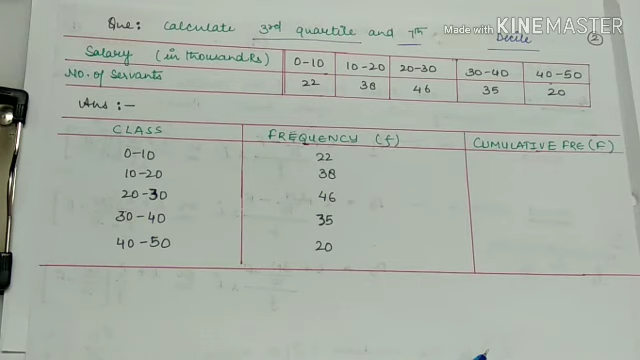 Que: Calculate 3rd quartile and 7th Decile 2
Made with KINEMASTER
Salary (in thousand Rs) 0-10 10-20 20-30 30-40 40-50
No. of Servants 22 38 46 35 20
Ans :-
CLASS FREQUENCY (f) CUMULATIVE FRE (F)
0-10 22
10-20 38
20-30 46
30-40 35
40-50 20